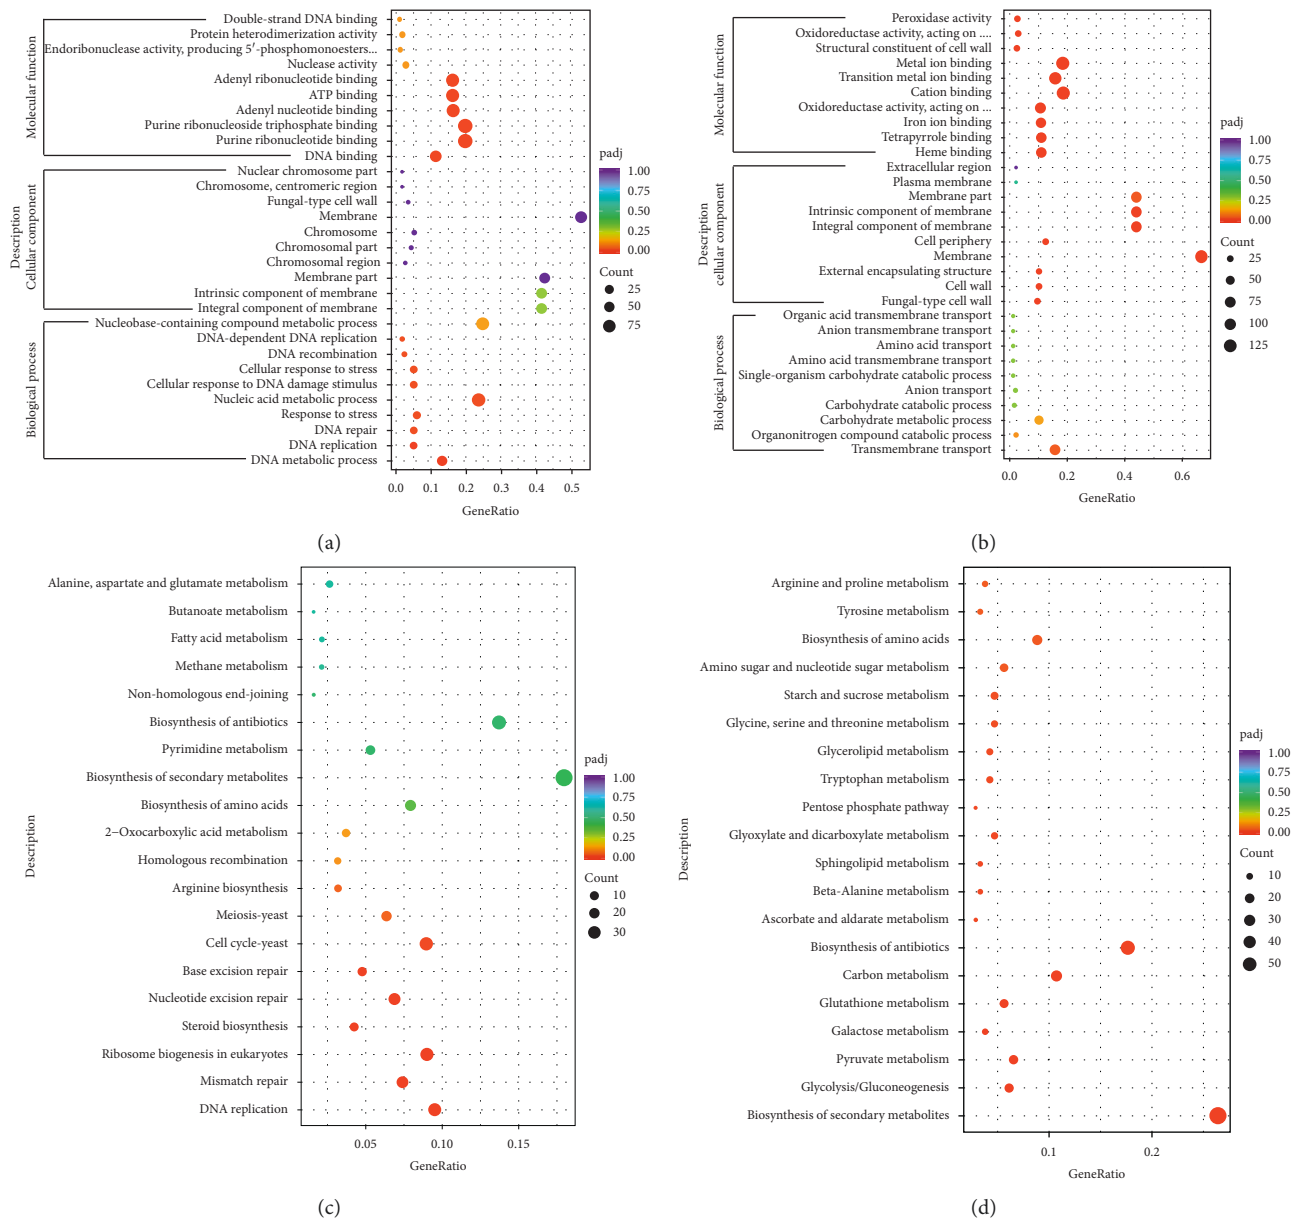 Double-strand DNA binding
Protein heterodimerization activity
Endoribonuclease activity, producing 5′-phosphomonoesters...
Nuclease activity
Adenyl ribonucleotide binding
ATP binding
Adenyl nucleotide binding
Purine ribonucleoside triphosphate binding
Purine ribonucleotide binding
DNA binding
Nuclear chromosome part
Chromosome, centromeric region
Fungal-type cell wall
Membrane
Chromosome
Chromosomal part
Chromosomal region
Membrane part
Intrinsic component of membrane
Integral component of membrane
Nucleobase-containing compound metabolic process
DNA-dependent DNA replication
DNA recombination
Cellular response to stress
Cellular response to DNA damage stimulus
Nucleic acid metabolic process
Response to stress
DNA repair
DNA replication
DNA metabolic process
Molecular function
Cellular component
Biological process
Description
0.0 0.1 0.2 0.3 0.4 0.5
GeneRatio
padj
1.00
0.75
0.50
0.25
0.00
Count
25
50
75
(a)
Peroxidase activity
Oxidoreductase activity, acting on ....
Structural constituent of cell wall
Metal ion binding
Transition metal ion binding
Cation binding
Oxidoreductase activity, acting on ...
Iron ion binding
Tetrapyrrole binding
Heme binding
Extracellular region
Plasma membrane
Membrane part
Intrinsic component of membrane
Integral component of membrane
Cell periphery
Membrane
External encapsulating structure
Cell wall
Fungal-type cell wall
Organic acid transmembrane transport
Anion transmembrane transport
Amino acid transport
Amino acid transmembrane transport
Single-organism carbohydrate catabolic process
Anion transport
Carbohydrate catabolic process
Carbohydrate metabolic process
Organonitrogen compound catabolic process
Transmembrane transport
Molecular function
cellular component
Biological process
Description
0.0 0.2 0.4 0.6
GeneRatio
padj
1.00
0.75
0.50
0.25
0.00
Count
25
50
75
100
125
(b)
Alanine, aspartate and glutamate metabolism
Butanoate metabolism
Fatty acid metabolism
Methane metabolism
Non-homologous end-joining
Biosynthesis of antibiotics
Pyrimidine metabolism
Biosynthesis of secondary metabolites
Biosynthesis of amino acids
2−Oxocarboxylic acid metabolism
Homologous recombination
Arginine biosynthesis
Meiosis-yeast
Cell cycle-yeast
Base excision repair
Nucleotide excision repair
Steroid biosynthesis
Ribosome biogenesis in eukaryotes
Mismatch repair
DNA replication
Description
0.05 0.10 0.15
GeneRatio
padj
1.00
0.75
0.50
0.25
0.00
Count
10
20
30
(c)
Arginine and proline metabolism
Tyrosine metabolism
Biosynthesis of amino acids
Amino sugar and nucleotide sugar metabolism
Starch and sucrose metabolism
Glycine, serine and threonine metabolism
Glycerolipid metabolism
Tryptophan metabolism
Pentose phosphate pathway
Glyoxylate and dicarboxylate metabolism
Sphingolipid metabolism
Beta-Alanine metabolism
Ascorbate and aldarate metabolism
Biosynthesis of antibiotics
Carbon metabolism
Glutathione metabolism
Galactose metabolism
Pyruvate metabolism
Glycolysis/Gluconeogenesis
Biosynthesis of secondary metabolites
Description
0.1 0.2
GeneRatio
padj
1.00
0.75
0.50
0.25
0.00
Count
10
20
30
40
50
(d)